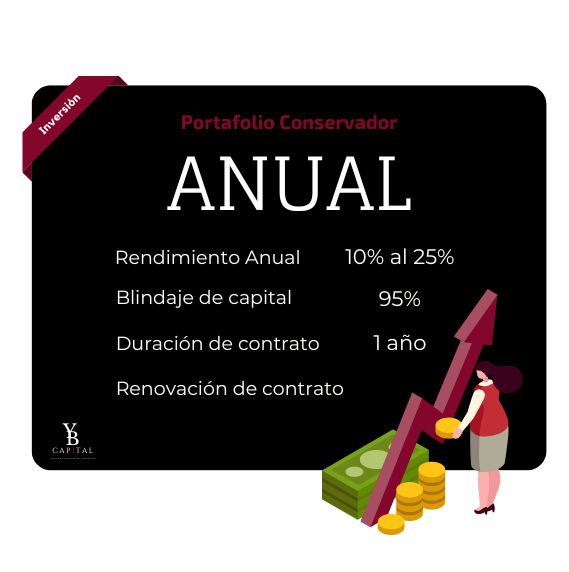 Inversión
Portafolio Conservador
ANUAL
Rendimiento Anual 10% al 25%
Blindaje de capital 95%
Duración de contrato 1 año
Renovación de contrato
YB
CAPITAL